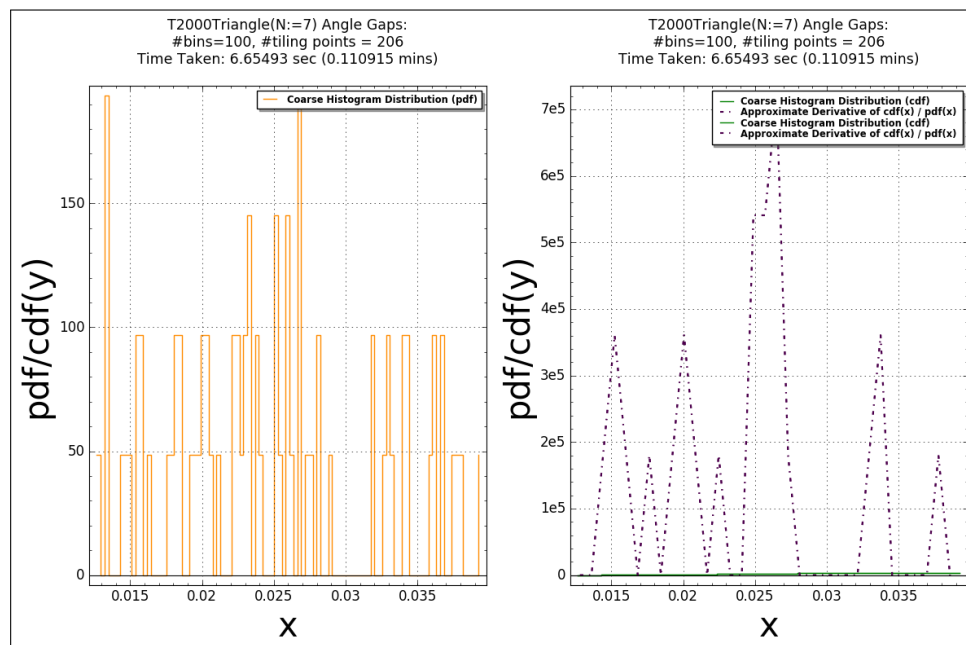 T2000Triangle(N:=7) Angle Gaps:
#bins=100, #tiling points = 206
Time Taken: 6.65493 sec (0.110915 mins)
Coarse Histogram Distribution (pdf)
150
100
50
0
pdf/cdf(y)
0.015 0.02 0.025 0.03 0.035
x
T2000Triangle(N:=7) Angle Gaps:
#bins=100, #tiling points = 206
Time Taken: 6.65493 sec (0.110915 mins)
Coarse Histogram Distribution (cdf)
Approximate Derivative of cdf(x) / pdf(x)
Coarse Histogram Distribution (cdf)
Approximate Derivative of cdf(x) / pdf(x)
7e5
6e5
5e5
4e5
3e5
2e5
1e5
0
pdf/cdf(y)
0.015 0.02 0.025 0.03 0.035
x